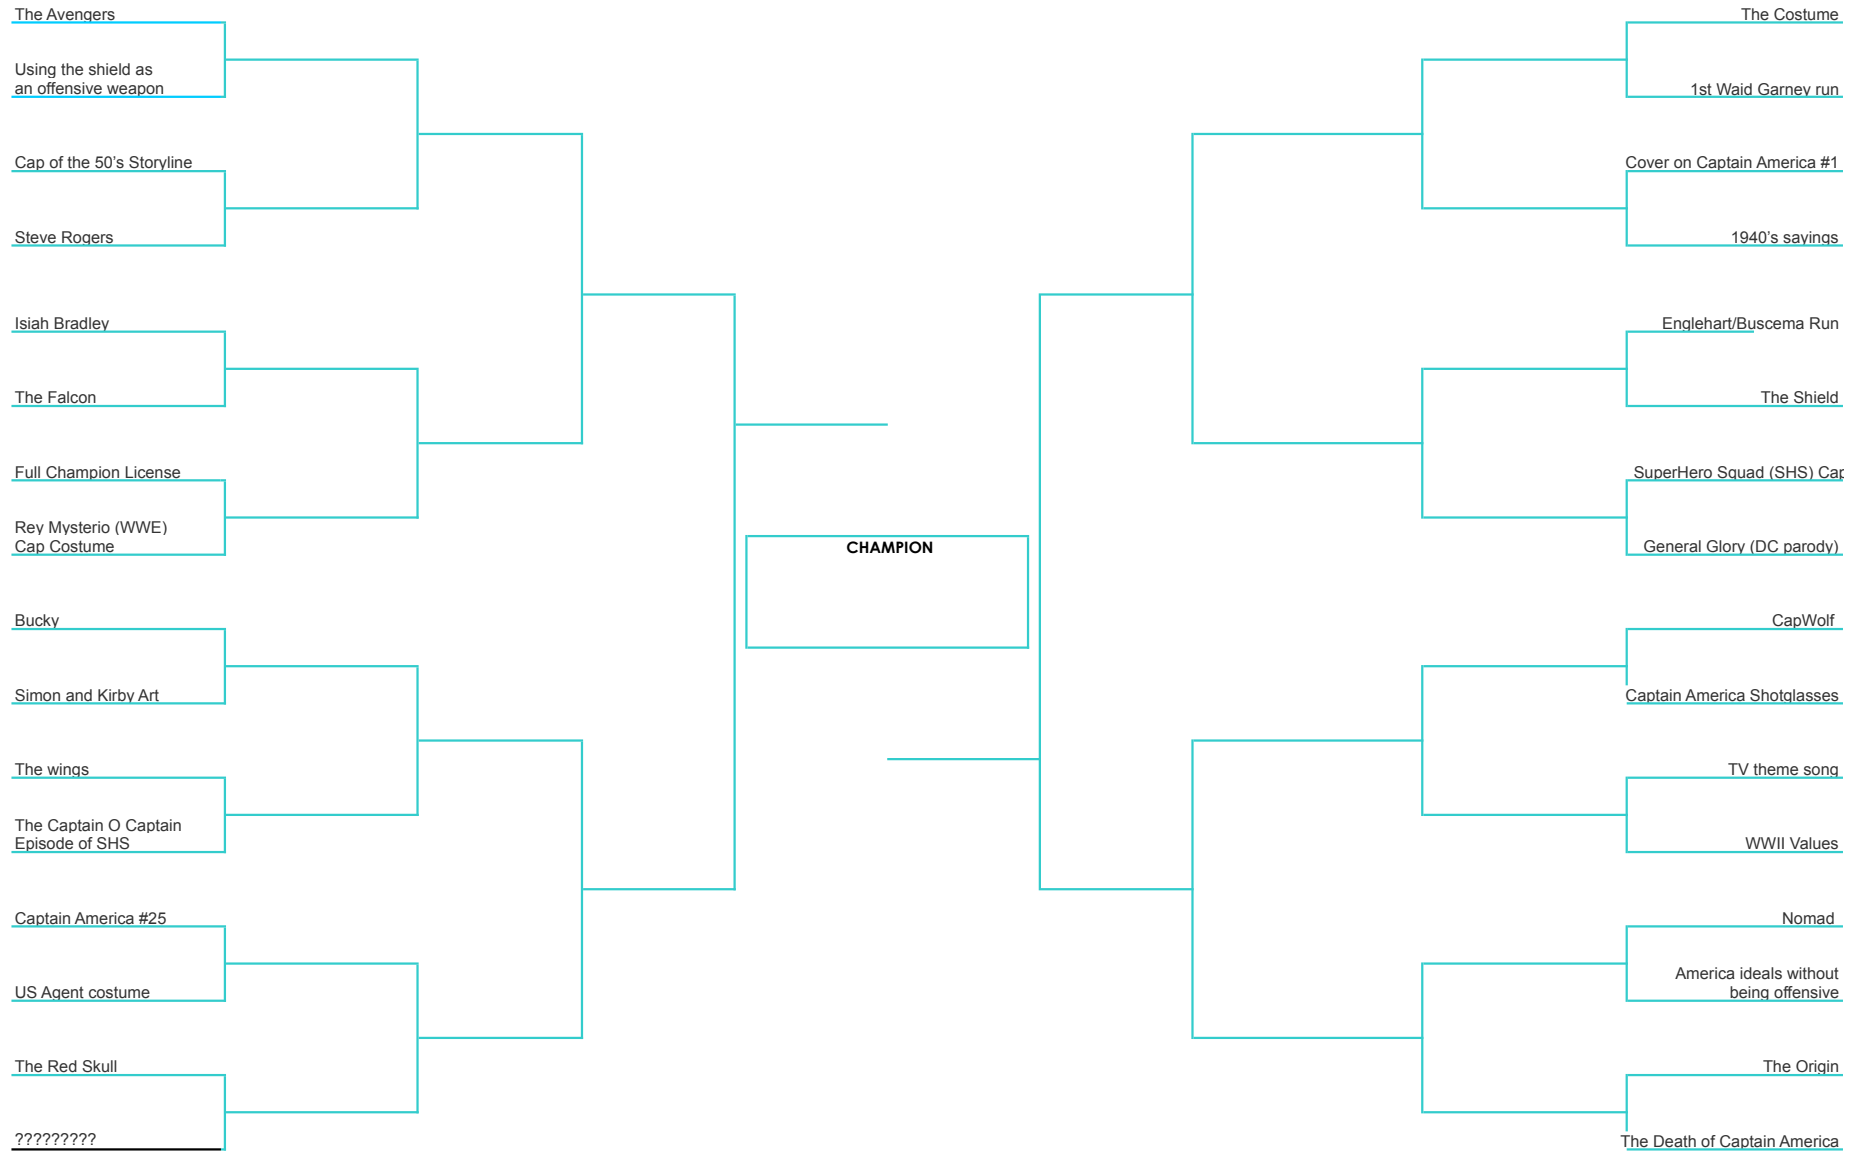 The Avengers
Using the shield as
an offensive weapon
Cap of the 50's Storyline
Steve Rogers
Isiah Bradley
The Falcon
Full Champion License
Rey Mysterio (WWE)
Cap Costume
Bucky
Simon and Kirby Art
The wings
The Captain O Captain
Episode of SHS
Captain America #25
US Agent costume
The Red Skull
?????????
CHAMPION
The Costume
1st Waid Garney run
Cover on Captain America #1
1940's sayings
Englehart/Buscema Run
The Shield
SuperHero Squad (SHS) Cap
General Glory (DC parody)
CapWolf
Captain America Shotglasses
TV theme song
WWII Values
Nomad
America ideals without
being offensive
The Origin
The Death of Captain America